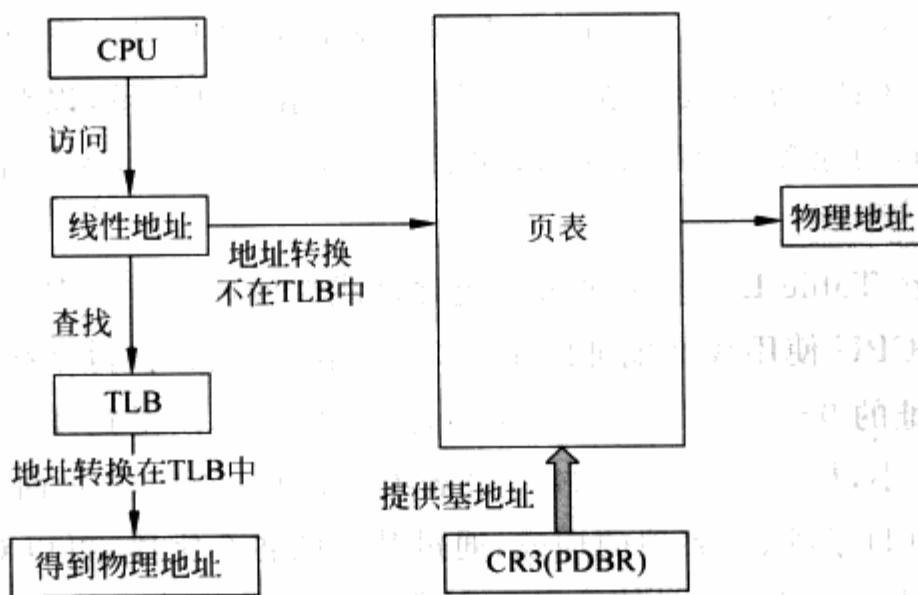 CPU
访问
线性地址
地址转换
不在TLB中
页表
物理地址
查找
TLB
地址转换在TLB中
提供基地址
得到物理地址
CR3(PDBR)